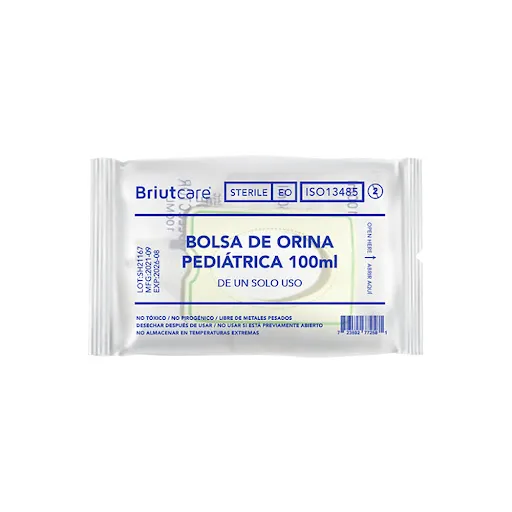 Briutcare
STERILE EO
ISO13485
2
BOLSA DE ORINA
PEDIÁTRICA 100ml
DE UN SOLO USO
LOT:SH21167
MFG:2021-09
EXP:2026-08
OPEN HERE
ABRIR AQUI
NO TÓXICO / NO PIROGÉNICO / LIBRE DE METALES PESADOS
DESECHAR DESPUÉS DE USAR / NO USAR SI ESTA PREVIAMENTE ABIERTO
NO ALMACENAR EN TEMPERATURAS EXTREMAS